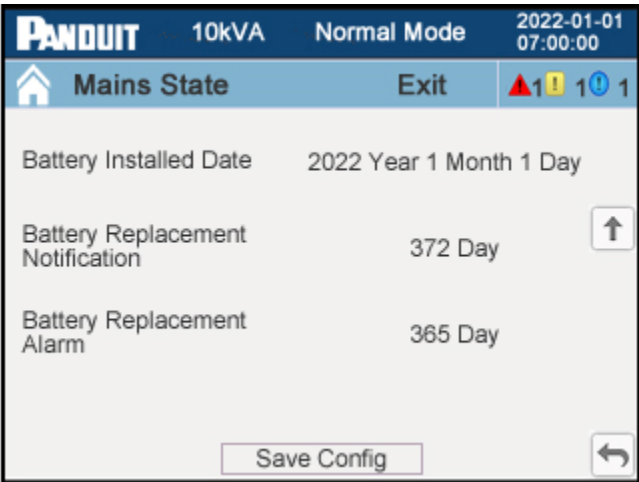 PANDUIT 10kVA Normal Mode 2022-01-01
07:00:00
Mains State Exit 1 ! 1 ! 1
Battery Installed Date 2022 Year 1 Month 1 Day
Battery Replacement
Notification 372 Day
Battery Replacement
Alarm 365 Day
Save Config